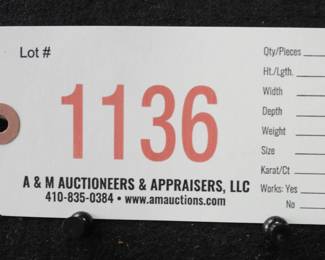 Lot #
1136
A & M AUCTIONEERS & APPRAISERS, LLC
410-835-0384 • www.amauctions.com
Qty/Pieces
Ht./Lgth.
Width
Depth
Weight
Size
Karat/Ct
Works: Yes
No